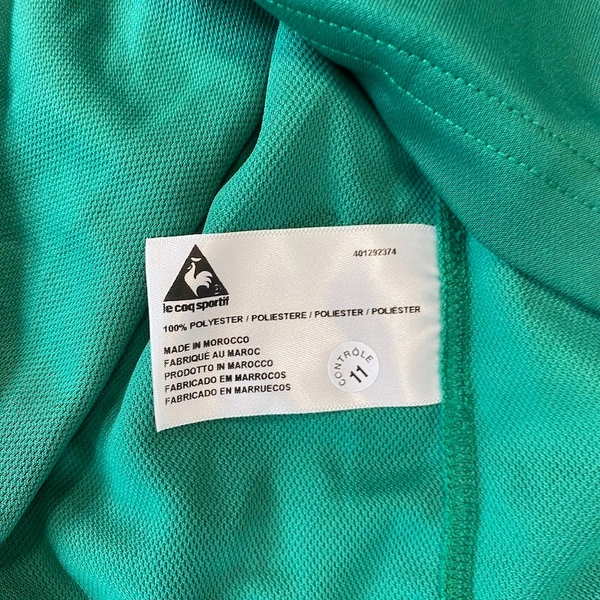 401292374
le coq sportif
100% POLYESTER / POLIESTERE / POLIESTER / POLIÉSTER
MADE IN MOROCCO
FABRIQUÉ AU MAROC
PRODOTTO IN MAROCCO
FABRICADO EM MARROCOS
FABRICADO EN MARRUECOS
CONTRÔLE
11